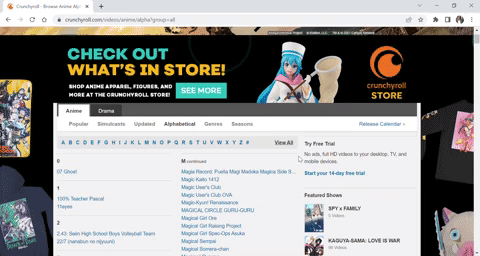 Crunchyroll - Browse Anime Alph
crunchyroll.com/videos/anime/alpha?group=all
CHECK OUT
WHAT'S IN STORE!
SHOP ANIME APPAREL, FIGURES, AND
MORE AT THE CRUNCHYROLL STORE!
SEE MORE
crunchyroll
STORE
Anime
Drama
Popular
Simulcasts
Updated
Alphabetical
Genres
Seasons
Release Calendar
A B C D E F G H I J K L M N O P Q R S T U V W X Y Z #
View All
0
07 Ghost
1
100% Teacher Pascal
11eyes
2
2.43: Seiin High School Boys Volleyball Team
22/7 (nanabun no nijyuuni)
M continued
Magia Record: Puella Magi Madoka Magica Side S...
Magic Kaito 1412
Magic User's Club
Magic User's Club OVA
Magic-Kyun! Renaissance
MAGICAL CIRCLE GURU-GURU
Magical Girl Ore
Magical Girl Raising Project
Magical Girl Spec-Ops Asuka
Magical Sempai
Magical Somera-chan
Try Free Trial
No ads, full HD videos to your desktop, TV, and
mobile devices.
Start your 14-day free trial
Featured Shows
SPY x FAMILY
5 Videos
KAGUYA-SAMA: LOVE IS WAR